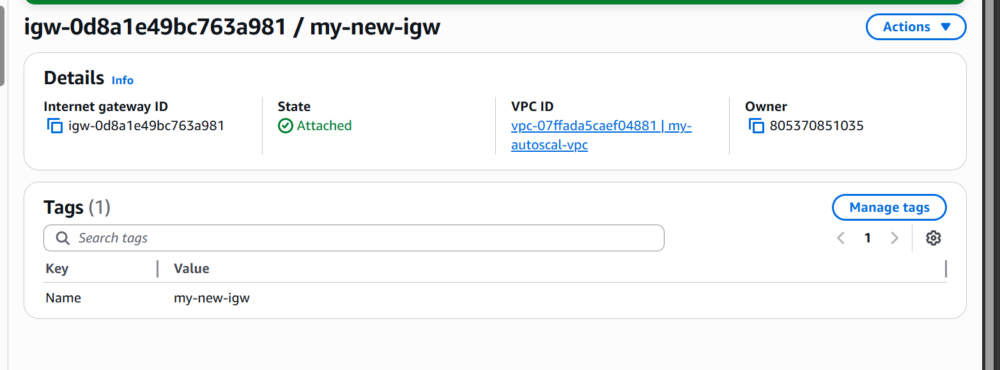 igw-0d8a1e49bc763a981 / my-new-igw
Actions
Details Info
Internet gateway ID
igw-0d8a1e49bc763a981
State
Attached
VPC ID
vpc-07ffada5caef04881 | my-
autoscal-vpc
Owner
805370851035
Tags (1)
Manage tags
Search tags
1
Key Value
Name my-new-igw